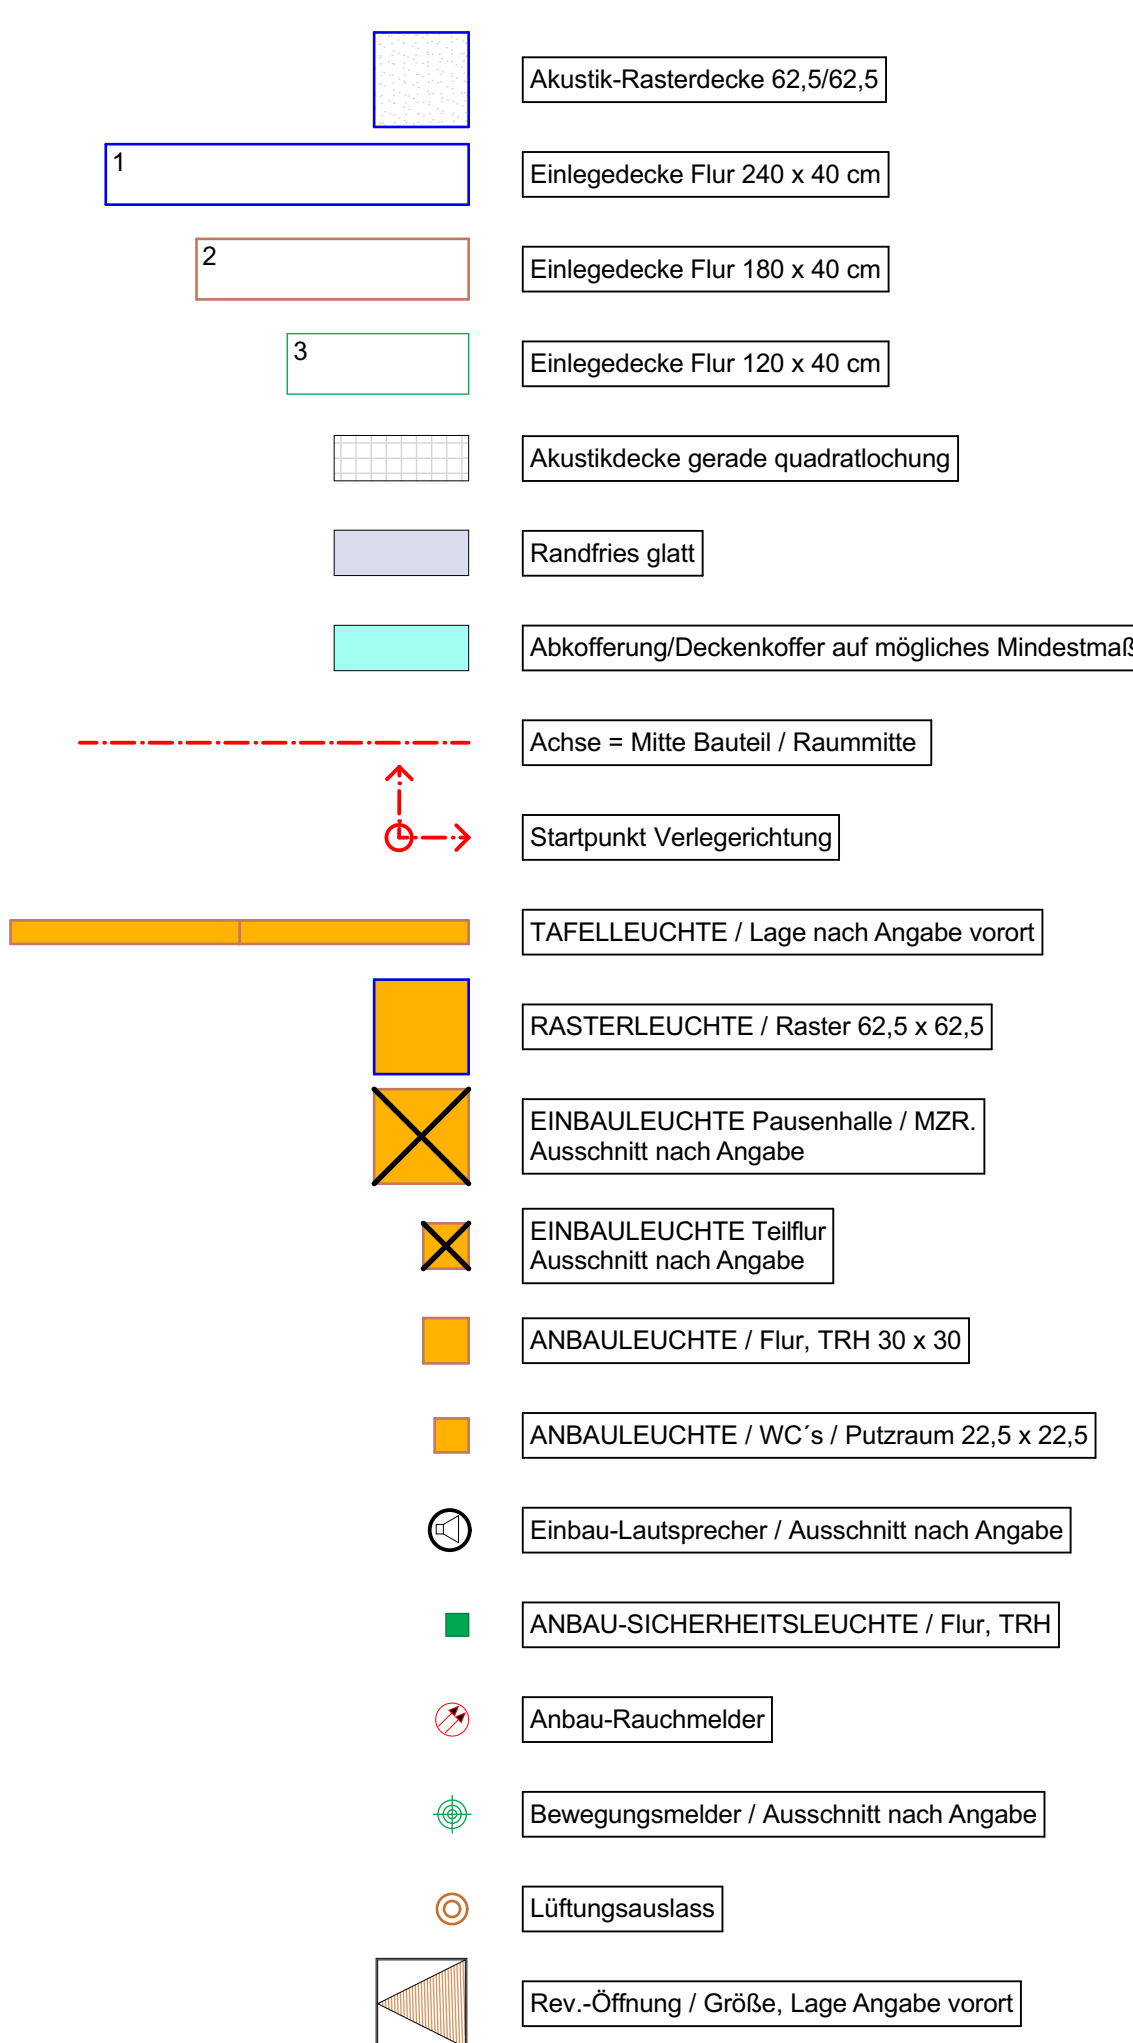 Akustik-Rasterdecke 62,5/62,5
1
Einlegedecke Flur 240 x 40 cm
2
Einlegedecke Flur 180 x 40 cm
3
Einlegedecke Flur 120 x 40 cm
Akustikdecke gerade quadratlochung
Randfries glatt
Abkofferung/Deckenkoffer auf mögliches Mindestmaß
Achse = Mitte Bauteil / Raummitte
Startpunkt Verlegerichtung
TAFELLEUCHTE / Lage nach Angabe vorort
RASTERLEUCHTE / Raster 62,5 x 62,5
EINBAULEUCHTE Pausenhalle / MZR.
Ausschnitt nach Angabe
EINBAULEUCHTE Teilflur
Ausschnitt nach Angabe
ANBAULEUCHTE / Flur, TRH 30 x 30
ANBAULEUCHTE / WC´s / Putzraum 22,5 x 22,5
Einbau-Lautsprecher / Ausschnitt nach Angabe
ANBAU-SICHERHEITSLEUCHTE / Flur, TRH
Anbau-Rauchmelder
Bewegungsmelder / Ausschnitt nach Angabe
Lüftungsauslass
Rev.-Öffnung / Größe, Lage Angabe vorort